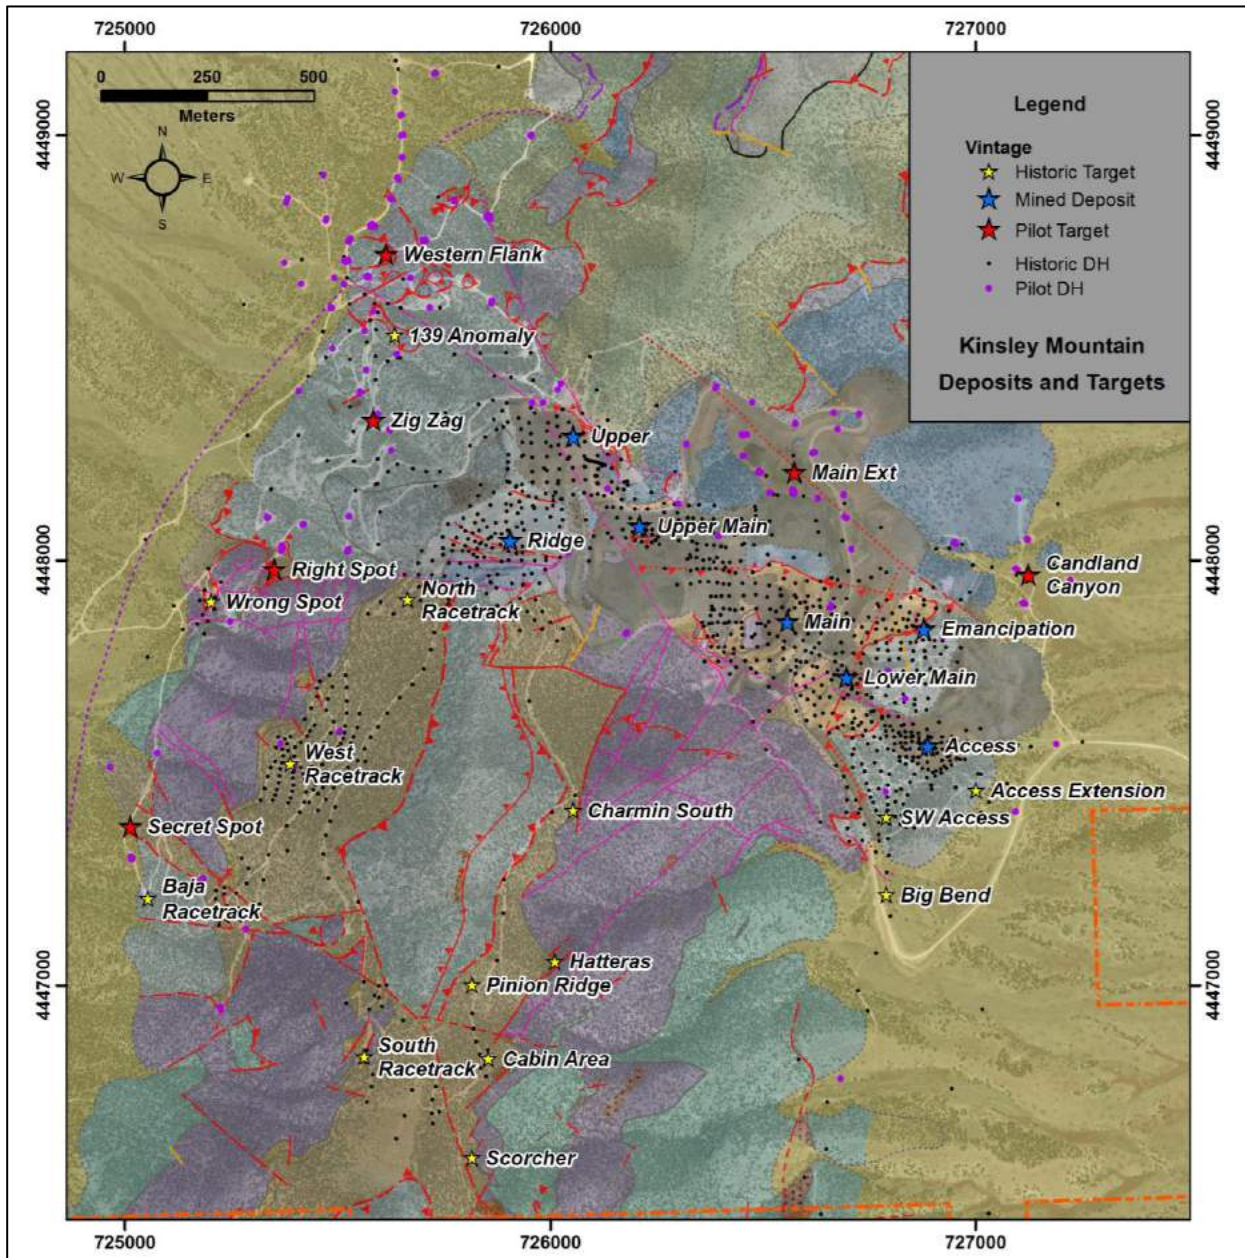 725000
726000
727000
0
250
500
Meters
N
W
E
S
4449000
4449000
Legend
Vintage
Historic Target
Mined Deposit
Pilot Target
Historic DH
Pilot DH
Kinsley Mountain
Deposits and Targets
Western Flank
139 Anomaly
Zig Zag
Upper
Main Ext
Upper Main
4448000
4448000
Ridge
Right Spot
Candland
Canyon
Wrong Spot
North
Racetrack
Main
Emancipation
Lower Main
West
Racetrack
Access
Access Extension
Charmin South
SW Access
Secret Spot
Baja
Racetrack
Big Bend
Hatteras
Pinion Ridge
4447000
4447000
South
Racetrack
Cabin Area
Scorcher
725000
726000
727000